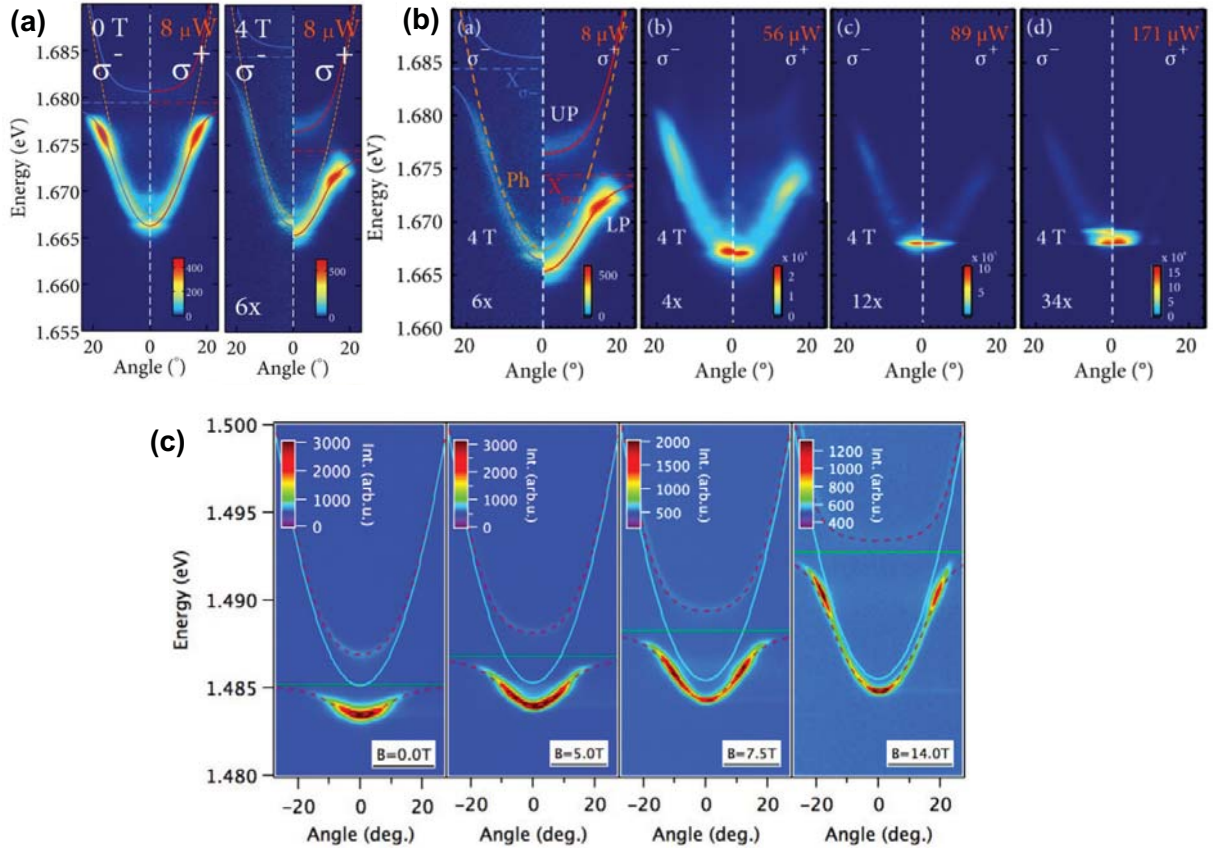 (a)
0 T
8 μW
σ-
σ+
4 T
8 μW
σ-
σ+
6x
1.685
1.680
1.675
1.670
1.665
1.660
1.655
Energy (eV)
400
200
0
500
0
20 0 20
Angle (°)
20 0 20
Angle (°)
(b)
(a)
8 μW
σ-
σ+
Xσ-
UP
Ph
X
LP
4 T
6x
500
0
(b)
56 μW
σ-
σ+
4 T
4x
2
1
0
(c)
89 μW
σ-
σ+
4 T
12x
10
5
(d)
171 μW
σ-
σ+
4 T
34x
15
10
5
0
1.685
1.680
1.675
1.670
1.665
1.660
Energy (eV)
20 0 20
Angle (°)
20 0 20
Angle (°)
20 0 20
Angle (°)
20 0 20
Angle (°)
(c)
1.500
1.495
1.490
1.485
1.480
Energy (eV)
3000
2000
1000
0
Int. (arb.u.)
B=0.0T
3000
2000
1000
0
Int. (arb.u.)
B=5.0T
2000
1500
1000
500
Int. (arb.u.)
B=7.5T
1200
1000
800
600
400
Int. (arb.u.)
B=14.0T
-20 0 20
Angle (deg.)
-20 0 20
Angle (deg.)
-20 0 20
Angle (deg.)
-20 0 20
Angle (deg.)